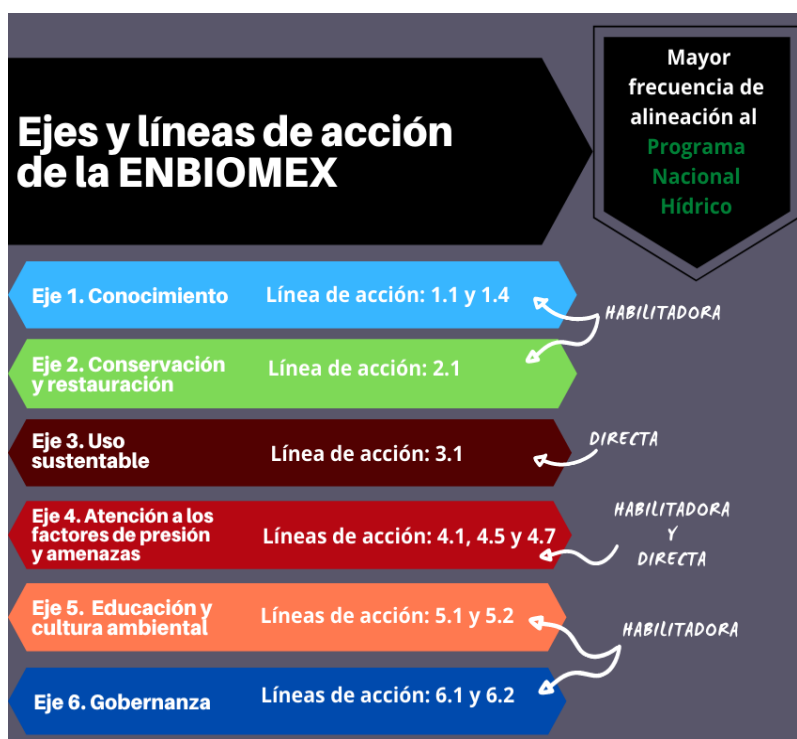 Mayor
frecuencia de
alineación al
Programa
Nacional
Hídrico
Ejes y líneas de acción
de la ENBIOMEX
Eje 1. Conocimiento
Línea de acción: 1.1 y 1.4
HABILITADORA
Eje 2. Conservación
y restauración
Línea de acción: 2.1
Eje 3. Uso
sustentable
Línea de acción: 3.1
DIRECTA
Eje 4. Atención a los
factores de presión
y amenazas
Líneas de acción: 4.1, 4.5 y 4.7
HABILITADORA
Y
DIRECTA
Eje 5. Educación y
cultura ambiental
Líneas de acción: 5.1 y 5.2
HABILITADORA
Eje 6. Gobernanza
Líneas de acción: 6.1 y 6.2